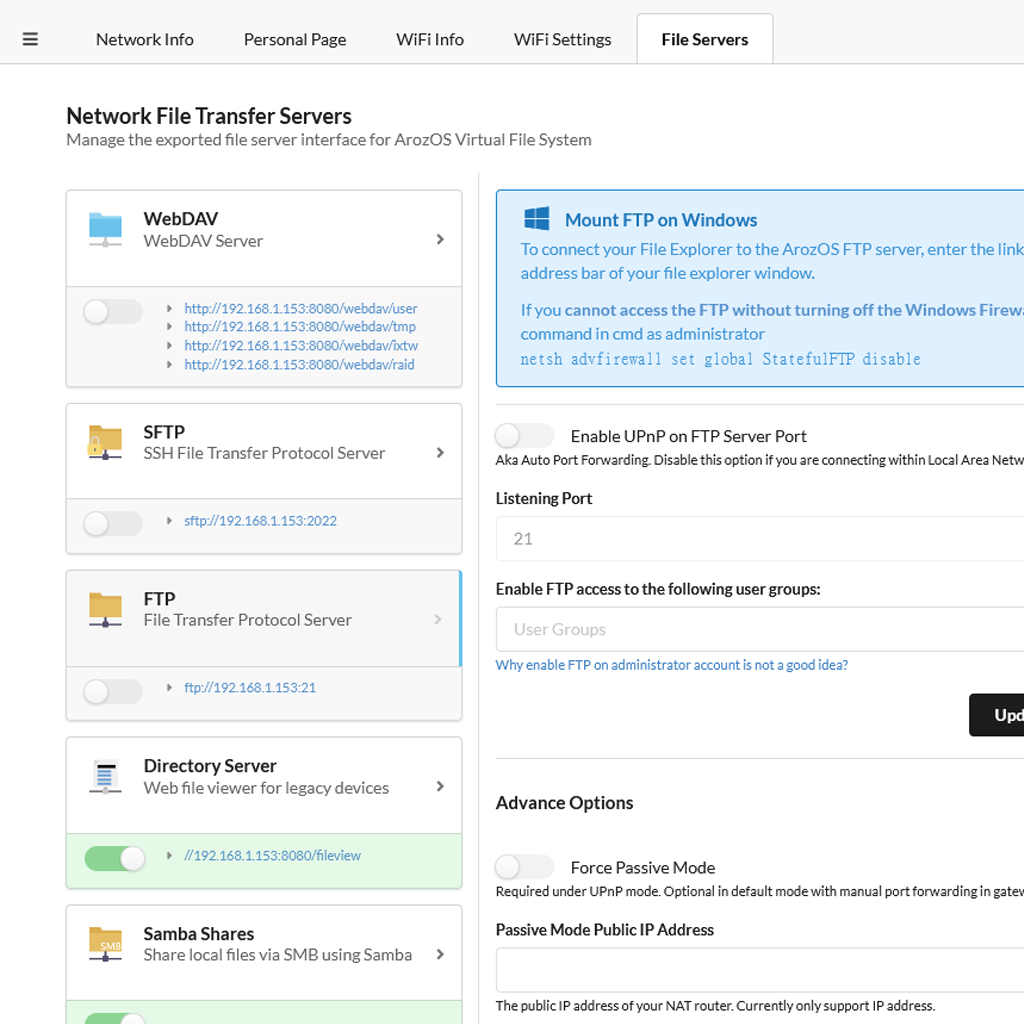 Network Info
Personal Page
WiFi Info
WiFi Settings
File Servers
Network File Transfer Servers
Manage the exported file server interface for ArozOS Virtual File System
WebDAV
WebDAV Server
http://192.168.1.153:8080/webdav/user
http://192.168.1.153:8080/webdav/tmp
http://192.168.1.153:8080/webdav/ixtw
http://192.168.1.153:8080/webdav/raid
SFTP
SSH File Transfer Protocol Server
sftp://192.168.1.153:2022
FTP
File Transfer Protocol Server
ftp://192.168.1.153:21
Directory Server
Web file viewer for legacy devices
//192.168.1.153:8080/fileview
SMB
Samba Shares
Share local files via SMB using Samba
Mount FTP on Windows
To connect your File Explorer to the ArozOS FTP server, enter the link
address bar of your file explorer window.
If you cannot access the FTP without turning off the Windows Firewa
command in cmd as administrator
netsh advfirewall set global StatefulFTP disable
Enable UPnP on FTP Server Port
Aka Auto Port Forwarding. Disable this option if you are connecting within Local Area Netw
Listening Port
21
Enable FTP access to the following user groups:
User Groups
Why enable FTP on administrator account is not a good idea?
Upd
Advance Options
Force Passive Mode
Required under UPnP mode. Optional in default mode with manual port forwarding in gatew
Passive Mode Public IP Address
The public IP address of your NAT router. Currently only support IP address.